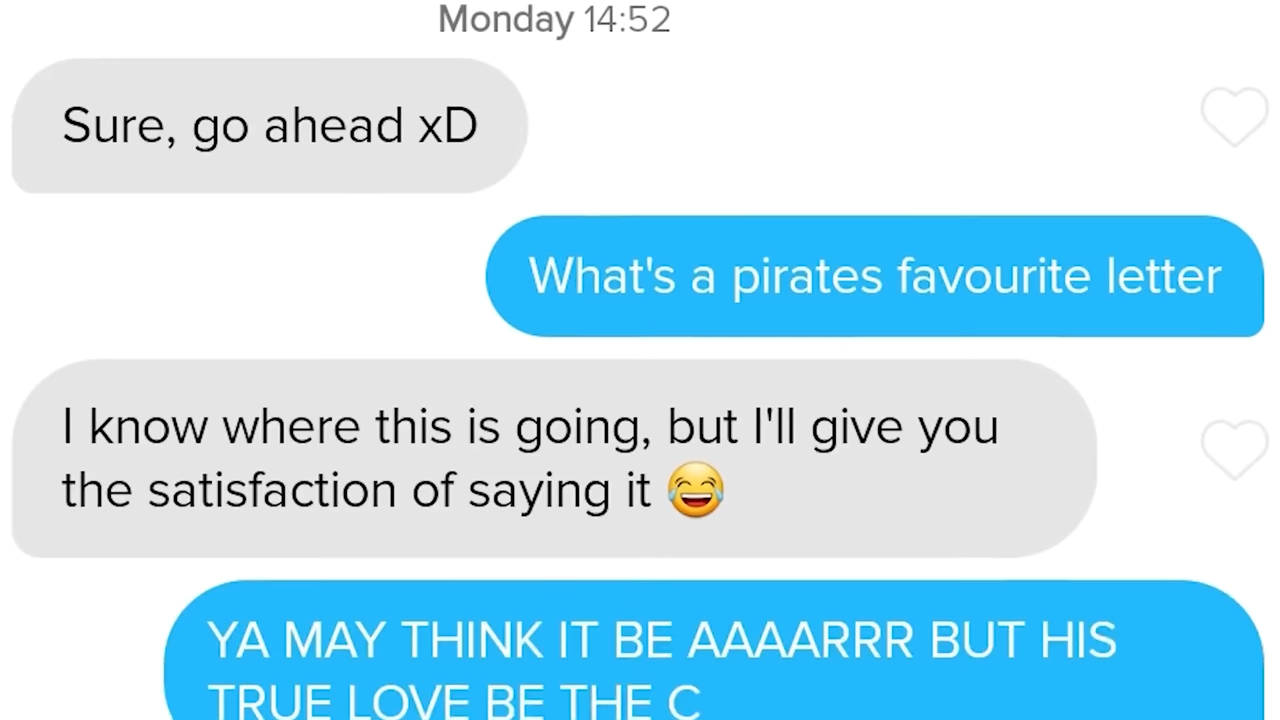 Monday 14:52
Sure, go ahead xD
What's a pirates favourite letter
I know where this is going, but I'll give you
the satisfaction of saying it 😂
YA MAY THINK IT BE AAAARRR BUT HIS
TRUE LOVE BE THE C